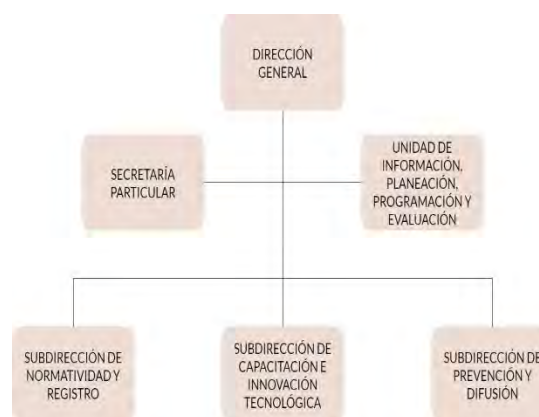 DIRECCIÓN
GENERAL
SECRETARÍA
PARTICULAR
UNIDAD DE
INFORMACIÓN,
PLANEACIÓN,
PROGRAMACIÓN Y
EVALUACIÓN
SUBDIRECCIÓN DE
NORMATIVIDAD Y
REGISTRO
SUBDIRECCIÓN DE
CAPACITACIÓN E
INNOVACIÓN
TECNOLÓGICA
SUBDIRECCIÓN DE
PREVENCIÓN Y
DIFUSIÓN